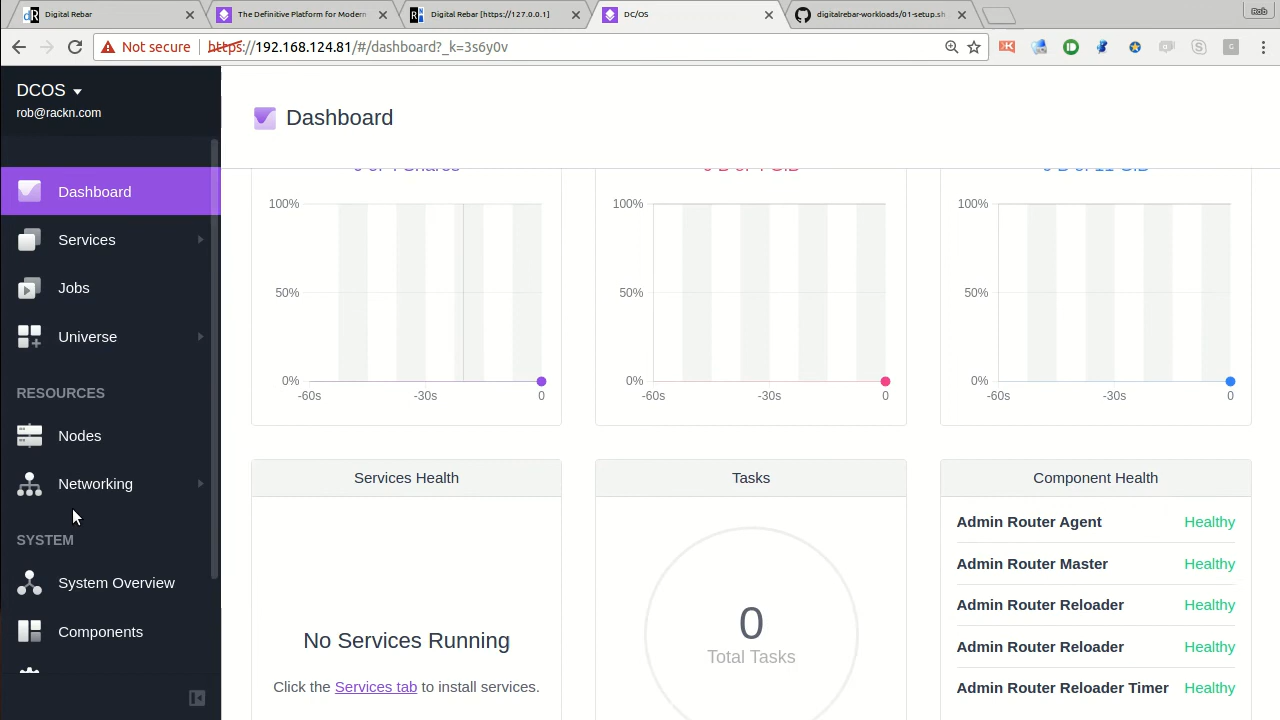 Digital Rebar
The Definitive Platform for Modern
Digital Rebar [https://127.0.0.1]
DC/OS
digitalrebar-workloads/01-setup.sh
Rob
Not secure
https://192.168.124.81/#/dashboard?_k=3s6y0v
DCOS
rob@rackn.com
Dashboard
Services
Jobs
Universe
RESOURCES
Nodes
Networking
SYSTEM
System Overview
Components
Dashboard
100%
50%
0%
-60s
-30s
0
100%
50%
0%
-60s
-30s
0
100%
50%
0%
-60s
-30s
0
Services Health
No Services Running
Click the Services tab to install services.
Tasks
0
Total Tasks
Component Health
Admin Router Agent Healthy
Admin Router Master Healthy
Admin Router Reloader Healthy
Admin Router Reloader Healthy
Admin Router Reloader Timer Healthy